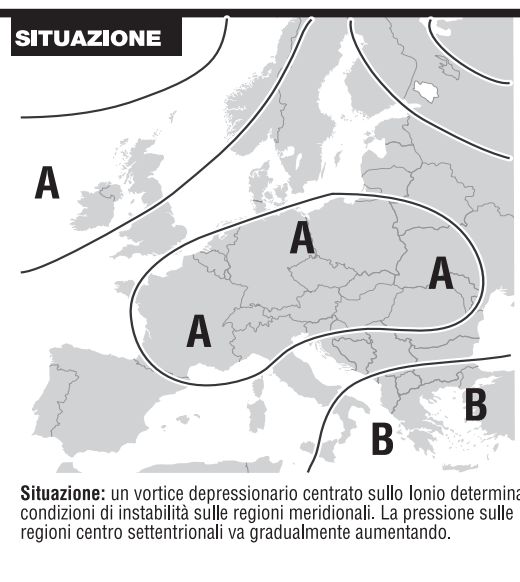 SITUAZIONE
A
A
A
A
B
B
Situazione: un vortice depressionario centrato sullo Ionio determina
condizioni di instabilità sulle regioni meridionali. La pressione sulle
regioni centro settentrionali va gradualmente aumentando.